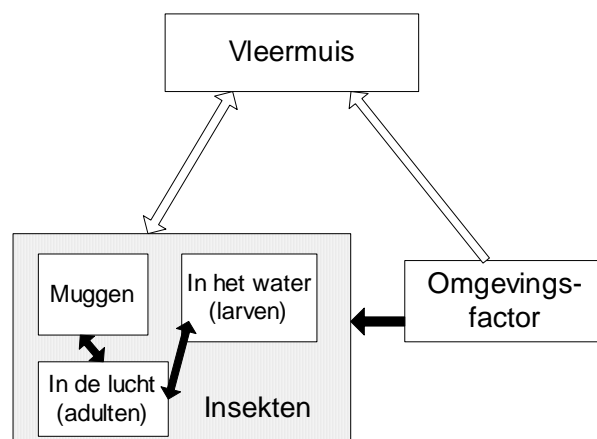 Vleermuis
Muggen
In het water
(larven)
In de lucht
(adulten)
Insekten
Omgevings-
factor